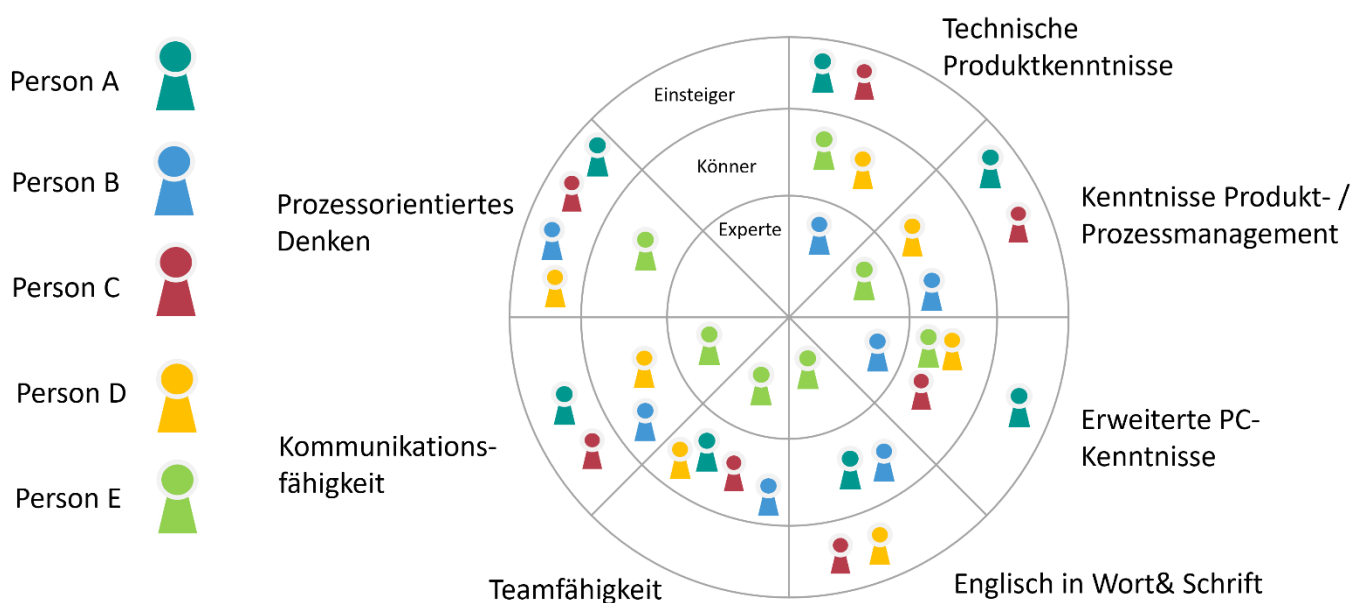 Person A
Person B
Person C
Person D
Person E
Einsteiger
Könner
Experte
Technische
Produktkenntnisse
Kenntnisse Produkt- /
Prozessmanagement
Erweiterte PC-
Kenntnisse
Englisch in Wort& Schrift
Teamfähigkeit
Kommunikations-
fähigkeit
Prozessorientiertes
Denken